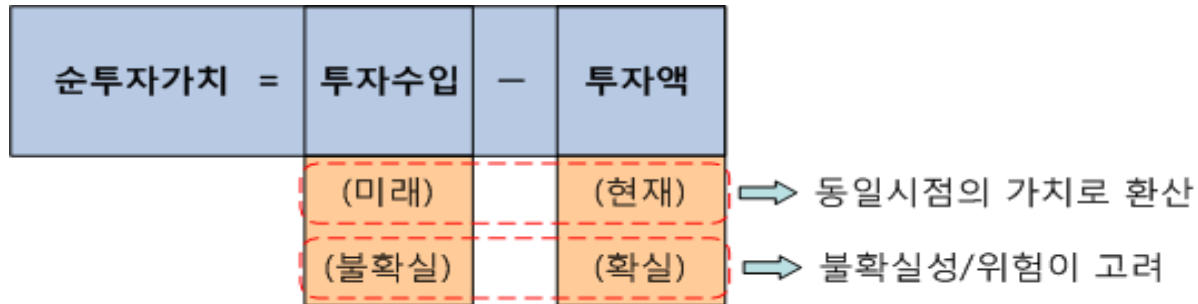 순투자가치 = 투자수입 – 투자액
(미래) (현재) 동일시점의 가치로 환산
(불확실) (확실) 불확실성/위험이 고려